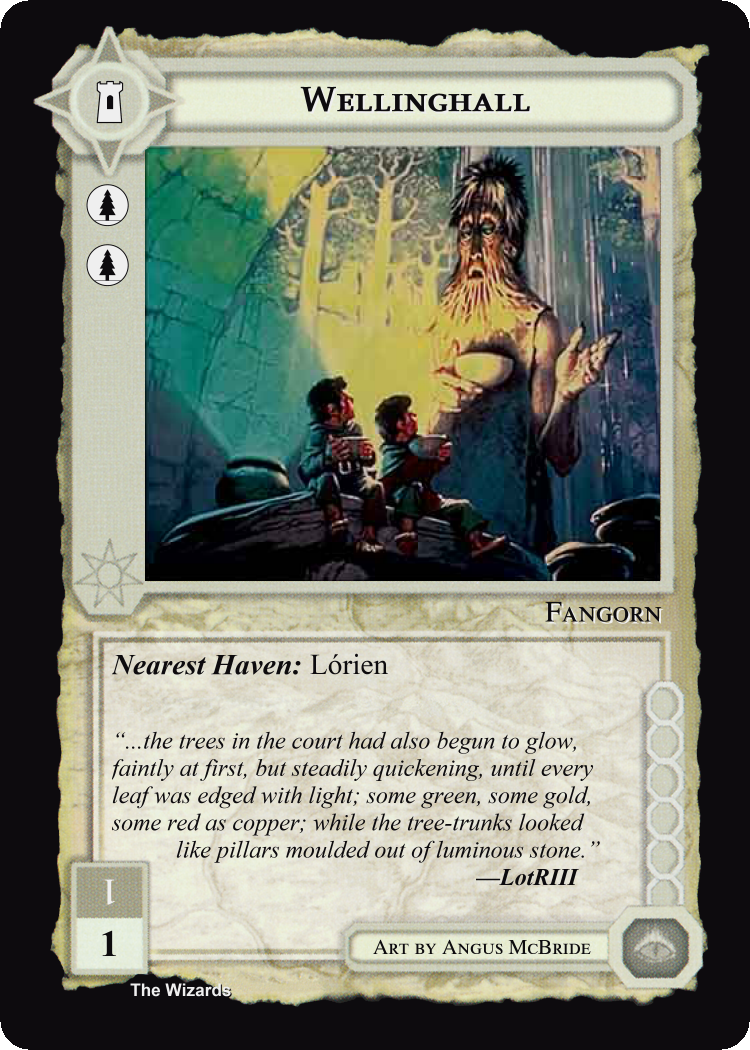 Wellinghall
Fangorn
Nearest Haven: Lórien
“...the trees in the court had also begun to glow,
faintly at first, but steadily quickening, until every
leaf was edged with light; some green, some gold,
some red as copper; while the tree-trunks looked
like pillars moulded out of luminous stone.”
—LotRIII
1
1
Art by Angus McBride
The Wizards